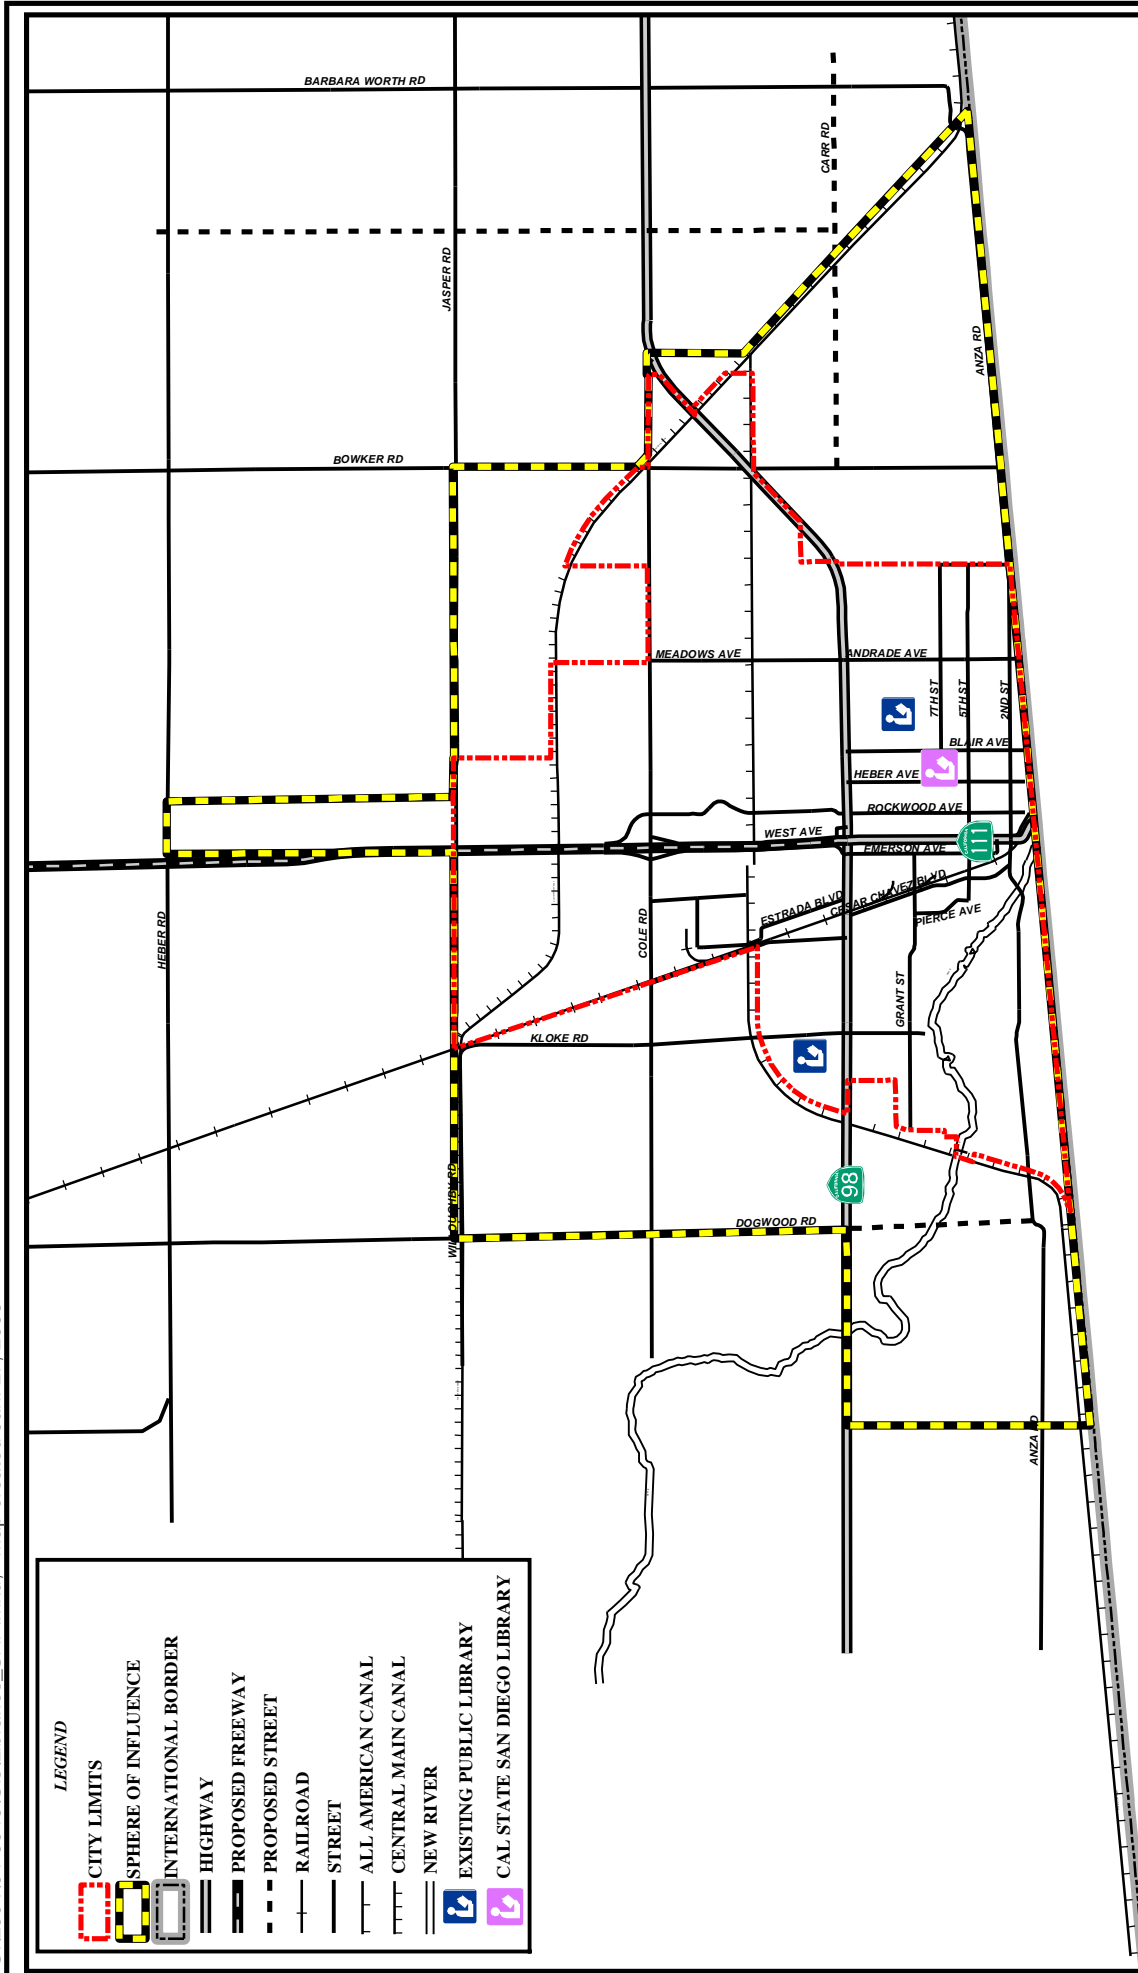 LEGEND
CITY LIMITS
SPHERE OF INFLUENCE
INTERNATIONAL BORDER
HIGHWAY
PROPOSED FREEWAY
PROPOSED STREET
RAILROAD
STREET
ALL AMERICAN CANAL
CENTRAL MAIN CANAL
NEW RIVER
EXISTING PUBLIC LIBRARY
CAL STATE SAN DIEGO LIBRARY
BARBARA WORTH RD
CARR RD
JASPER RD
ANZA RD
BOWKER RD
MEADOWS AVE
ANDRADE AVE
7TH ST
5TH ST
2ND ST
BLAIR AVE
HEBER AVE
ROCKWOOD AVE
WEST AVE
EMERSON AVE
111
CESAR CHAVEZ BLVD
ESTRADA BLVD
PIERCE AVE
HEBER RD
COLE RD
GRANT ST
KLOKE RD
WILLOUGHBY RD
98
DOGWOOD RD
ANZA RD